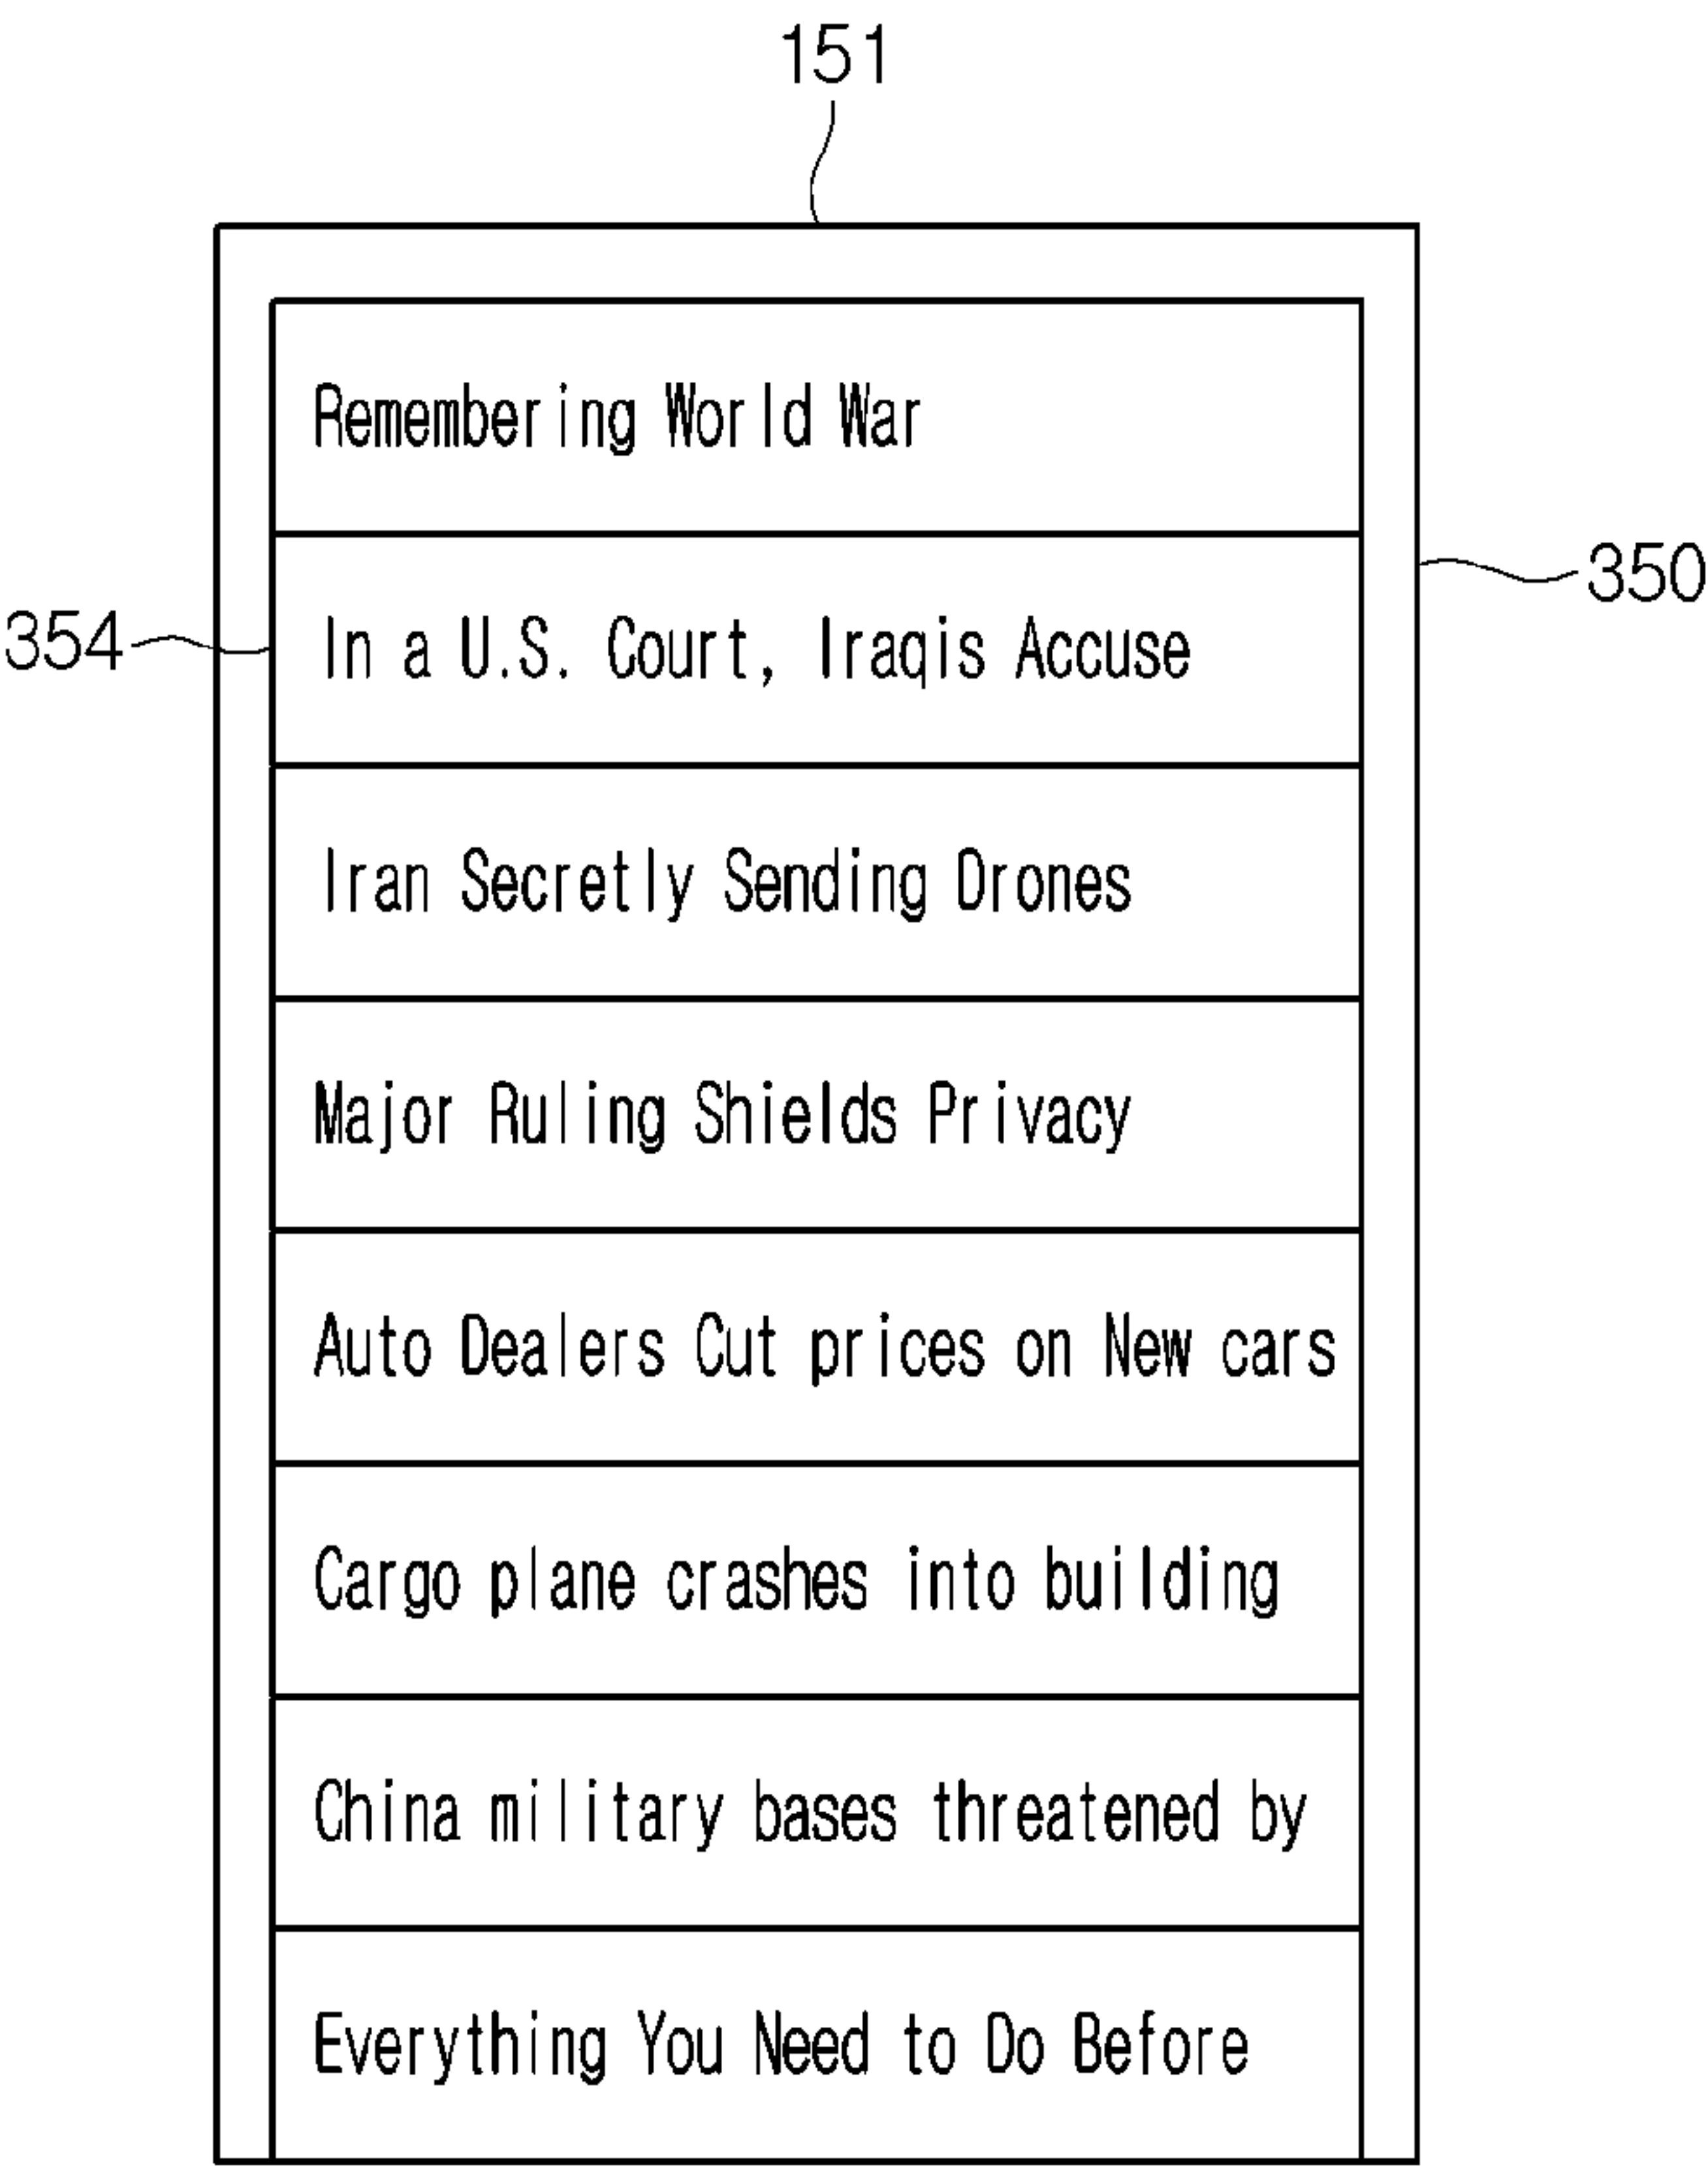 151
Remembering World War
350
354
In a U.S. Court, Iraqis Accuse
Iran Secretly Sending Drones
Major Ruling Shields Privacy
Auto Dealers Cut prices on New cars
Cargo plane crashes into building
China military bases threatened by
Everything You Need to Do Before